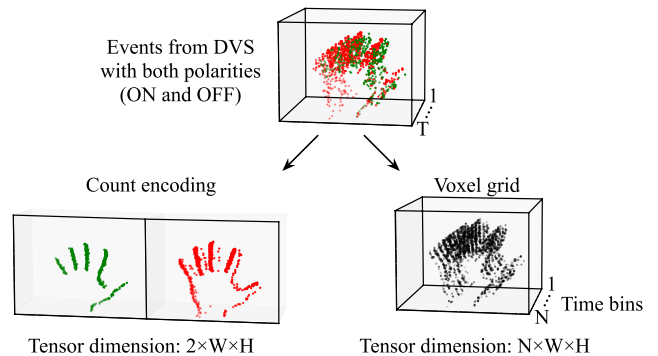 Events from DVS
with both polarities
(ON and OFF)
1
T
Count encoding
Voxel grid
1
N
Time bins
Tensor dimension: 2×W×H
Tensor dimension: N×W×H